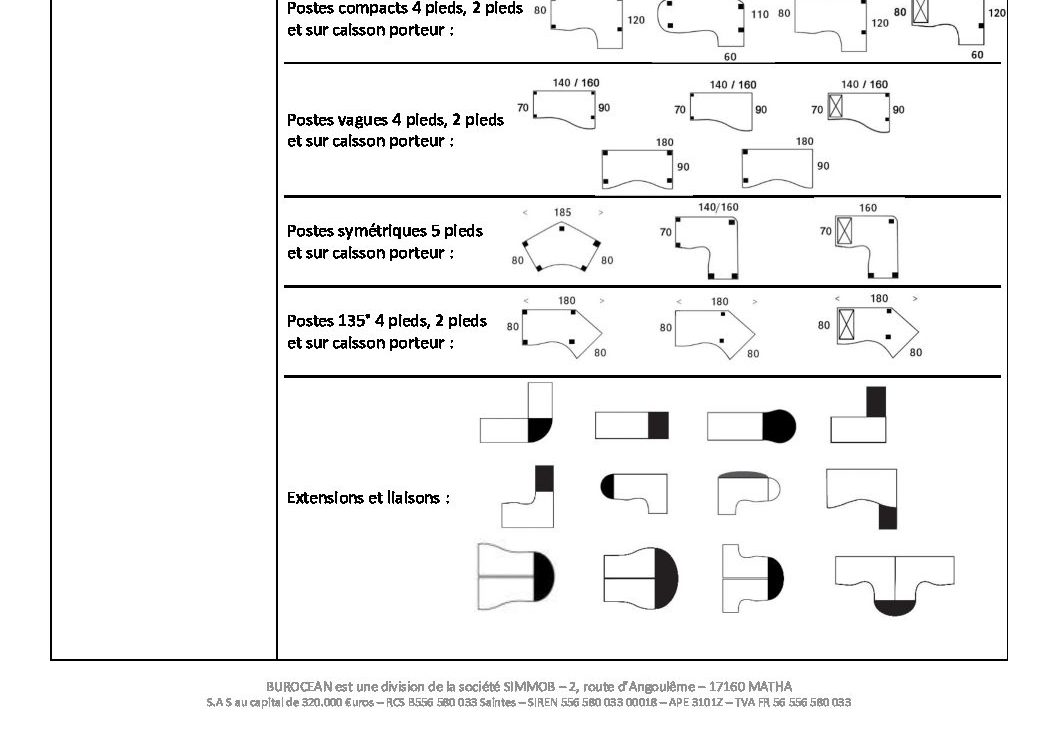 Postes compacts 4 pieds, 2 pieds
et sur caisson porteur :
80 120 110 80 120 80 120
60 60
Postes vagues 4 pieds, 2 pieds
et sur caisson porteur :
140 / 160 140 / 160 140 / 160
70 90 70 90 70 90
180 180
90 90
Postes symétriques 5 pieds
et sur caisson porteur :
< 185 > 140/160 160
70 70
80 80
Postes 135° 4 pieds, 2 pieds
et sur caisson porteur :
< 180 > < 180 > < 180 >
80 80 80
80 80 80
Extensions et liaisons :
BUROCEAN est une division de la société SIMMOB – 2, route d'Angoulême – 17160 MATHA
S.A S au capital de 320.000 €uros – RCS B556 580 033 Saintes – SIREN 556 580 033 00018 – APE 3101Z – TVA FR 56 556 580 033